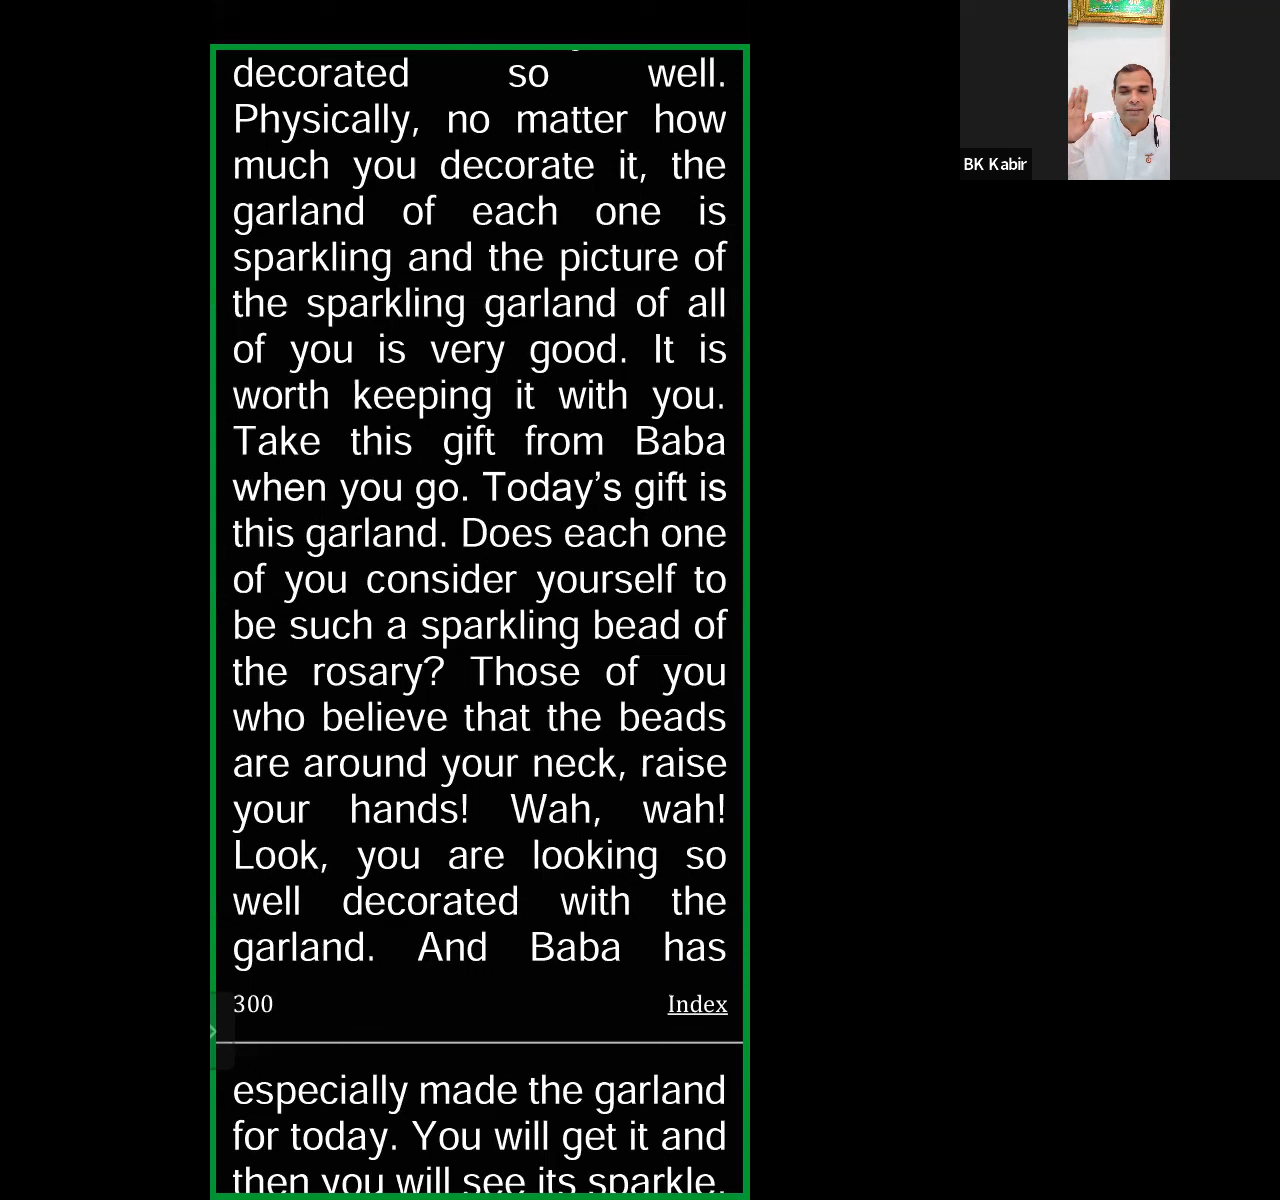 decorated so well.
Physically, no matter how
much you decorate it, the
garland of each one is
sparkling and the picture of
the sparkling garland of all
of you is very good. It is
worth keeping it with you.
Take this gift from Baba
when you go. Today’s gift is
this garland. Does each one
of you consider yourself to
be such a sparkling bead of
the rosary? Those of you
who believe that the beads
are around your neck, raise
your hands! Wah, wah!
Look, you are looking so
well decorated with the
garland. And Baba has
300 Index
especially made the garland
for today. You will get it and
then you will see its sparkle.
BK Kabir